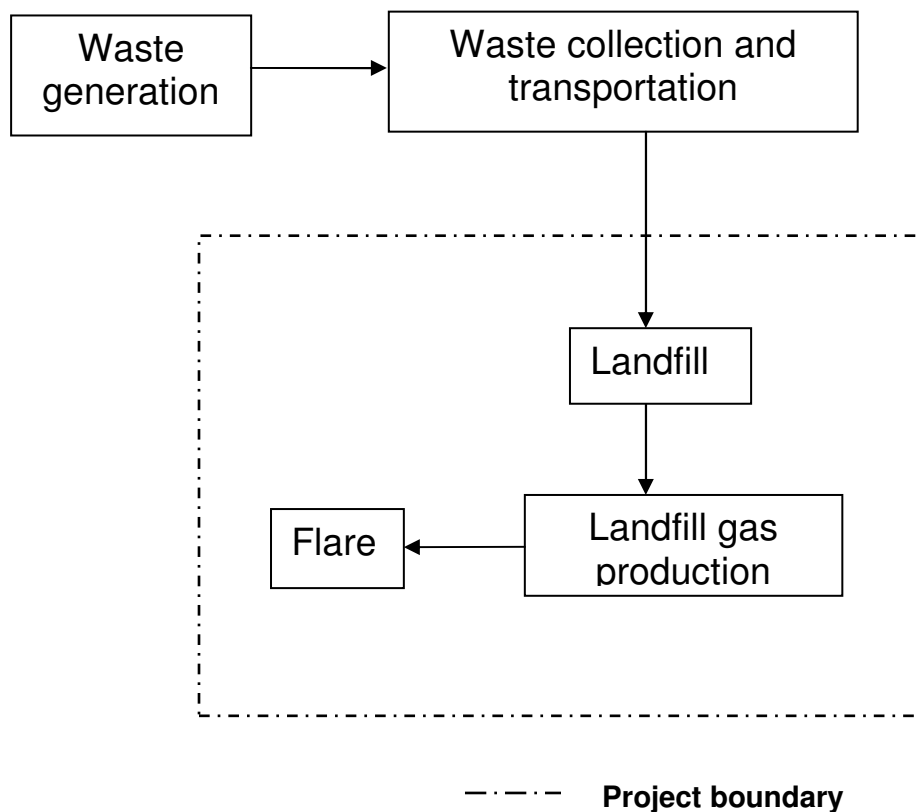 Waste
generation
Waste collection and
transportation
Landfill
Landfill gas
production
Flare
Project boundary